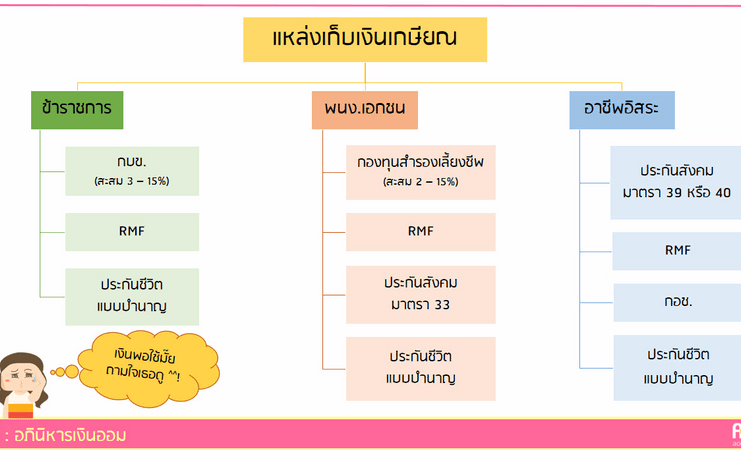 แหล่งเก็บเงินเกษียณ
ข้าราชการ
กบข.
(สะสม 3 – 15%)
RMF
ประกันชีวิต
แบบบำนาญ
พนง.เอกชน
กองทุนสำรองเลี้ยงชีพ
(สะสม 2 – 15%)
RMF
ประกันสังคม
มาตรา 33
ประกันชีวิต
แบบบำนาญ
อาชีพอิสระ
ประกันสังคม
มาตรา 39 หรือ 40
RMF
กอช.
ประกันชีวิต
แบบบำนาญ
เงินพอใช้มั๊ย
ถามใจเธอดู ^^!
: อภินิหารเงินออม